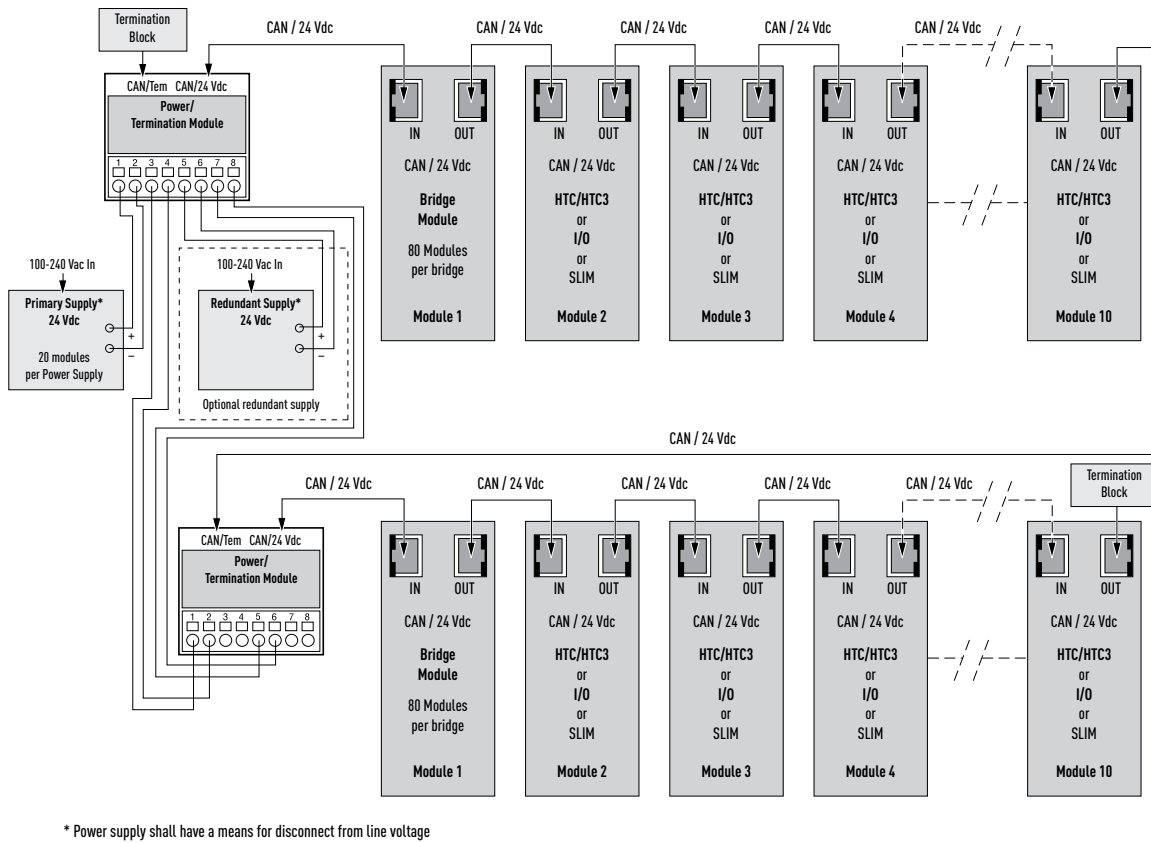 Termination
Block
CAN / 24 Vdc
CAN / 24 Vdc
CAN / 24 Vdc
CAN / 24 Vdc
CAN / 24 Vdc
CAN/Tem CAN/24 Vdc
Power/
Termination Module
1 2 3 4 5 6 7 8
IN OUT
CAN / 24 Vdc
Bridge
Module
80 Modules
per bridge
Module 1
IN OUT
CAN / 24 Vdc
HTC/HTC3
or
I/O
or
SLIM
Module 2
IN OUT
CAN / 24 Vdc
HTC/HTC3
or
I/O
or
SLIM
Module 3
IN OUT
CAN / 24 Vdc
HTC/HTC3
or
I/O
or
SLIM
Module 4
IN OUT
CAN / 24 Vdc
HTC/HTC3
or
I/O
or
SLIM
Module 10
100-240 Vac In
Primary Supply*
24 Vdc
+
–
20 modules
per Power Supply
100-240 Vac In
Redundant Supply*
24 Vdc
+
–
Optional redundant supply
CAN / 24 Vdc
CAN / 24 Vdc
CAN / 24 Vdc
CAN / 24 Vdc
CAN / 24 Vdc
CAN / 24 Vdc
Termination
Block
CAN/Tem CAN/24 Vdc
Power/
Termination Module
1 2 3 4 5 6 7 8
IN OUT
CAN / 24 Vdc
Bridge
Module
80 Modules
per bridge
Module 1
IN OUT
CAN / 24 Vdc
HTC/HTC3
or
I/O
or
SLIM
Module 2
IN OUT
CAN / 24 Vdc
HTC/HTC3
or
I/O
or
SLIM
Module 3
IN OUT
CAN / 24 Vdc
HTC/HTC3
or
I/O
or
SLIM
Module 4
IN OUT
CAN / 24 Vdc
HTC/HTC3
or
I/O
or
SLIM
Module 10
* Power supply shall have a means for disconnect from line voltage